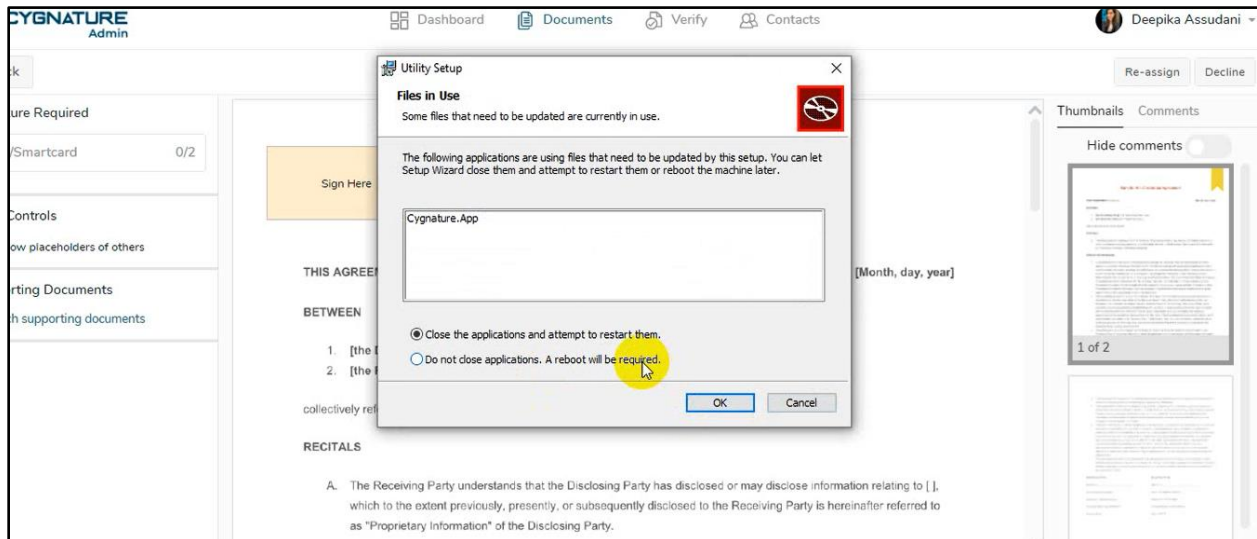 CYGNATURE
Admin
Dashboard
Documents
Verify
Contacts
Deepika Assudani
Re-assign
Decline
ure Required
/Smartcard 0/2
Controls
ow placeholders of others
rting Documents
h supporting documents
Sign Here
Utility Setup
Files in Use
Some files that need to be updated are currently in use.
The following applications are using files that need to be updated by this setup. You can let
Setup Wizard close them and attempt to restart them or reboot the machine later.
Cygnature.App
Close the applications and attempt to restart them.
Do not close applications. A reboot will be required.
OK
Cancel
THIS AGREE
[Month, day, year]
BETWEEN
1. [the
2. [the
collectively ref
RECITALS
A. The Receiving Party understands that the Disclosing Party has disclosed or may disclose information relating to [ ],
which to the extent previously, presently, or subsequently disclosed to the Receiving Party is hereinafter referred to
as "Proprietary Information" of the Disclosing Party.
Thumbnails Comments
Hide comments
1 of 2